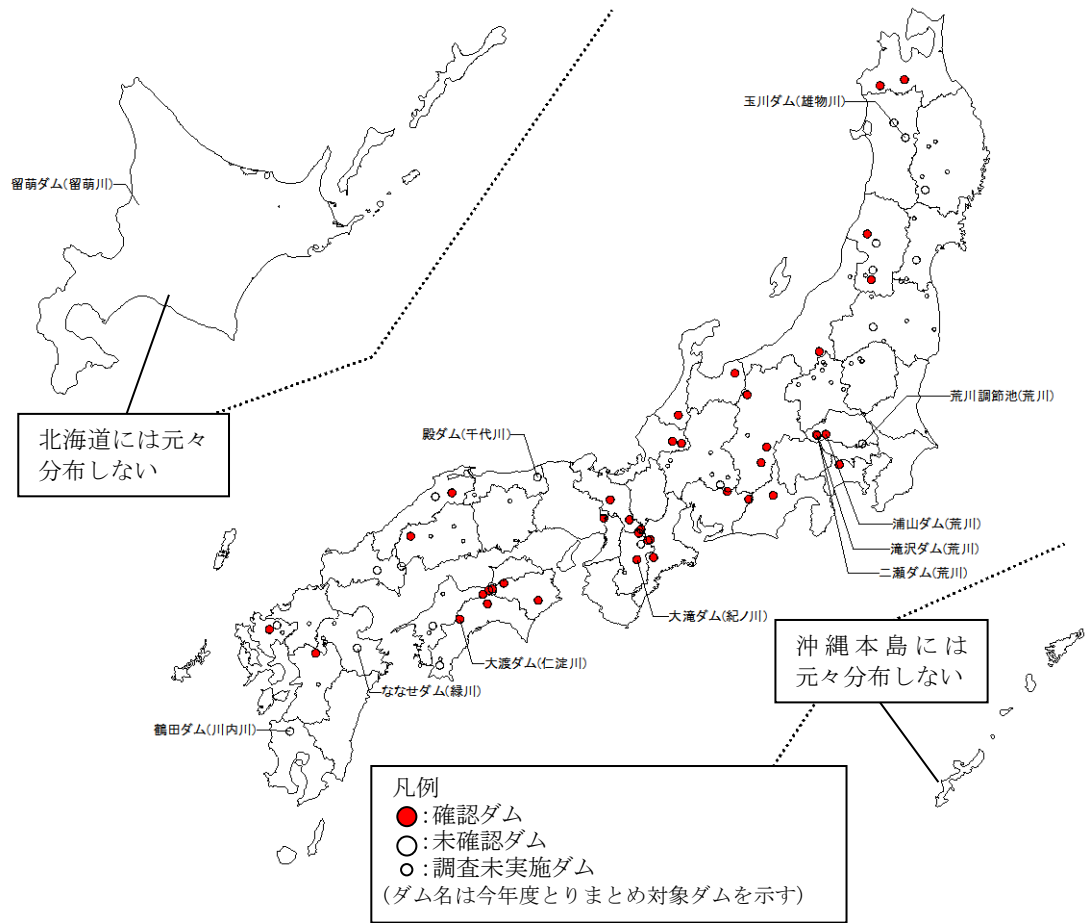 玉川ダム(雄物川)
留萌ダム(留萌川)
荒川調節池(荒川)
北海道には元々
分布しない
殿ダム(千代川)
浦山ダム(荒川)
滝沢ダム(荒川)
二瀬ダム(荒川)
大滝ダム(紀ノ川)
沖縄本島には
元々分布しない
大渡ダム(仁淀川)
ななせダム(緑川)
鶴田ダム(川内川)
凡例
:確認ダム
:未確認ダム
:調査未実施ダム
(ダム名は今年度とりまとめ対象ダムを示す)